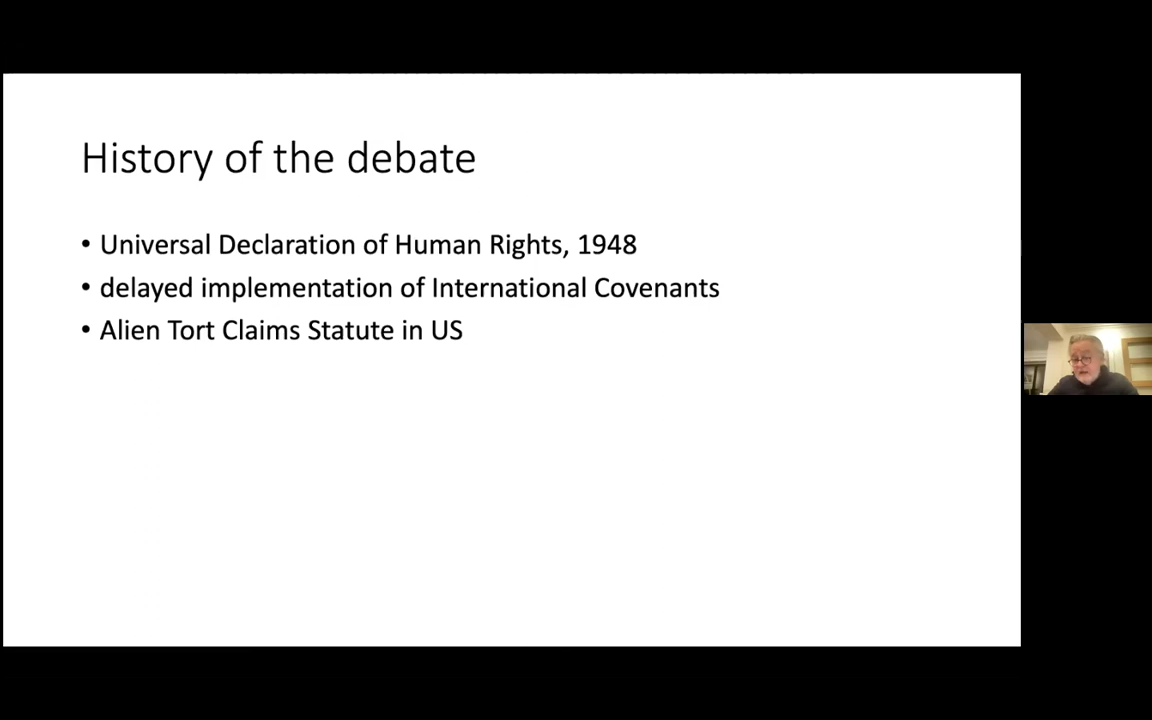 History of the debate
• Universal Declaration of Human Rights, 1948
• delayed implementation of International Covenants
• Alien Tort Claims Statute in US